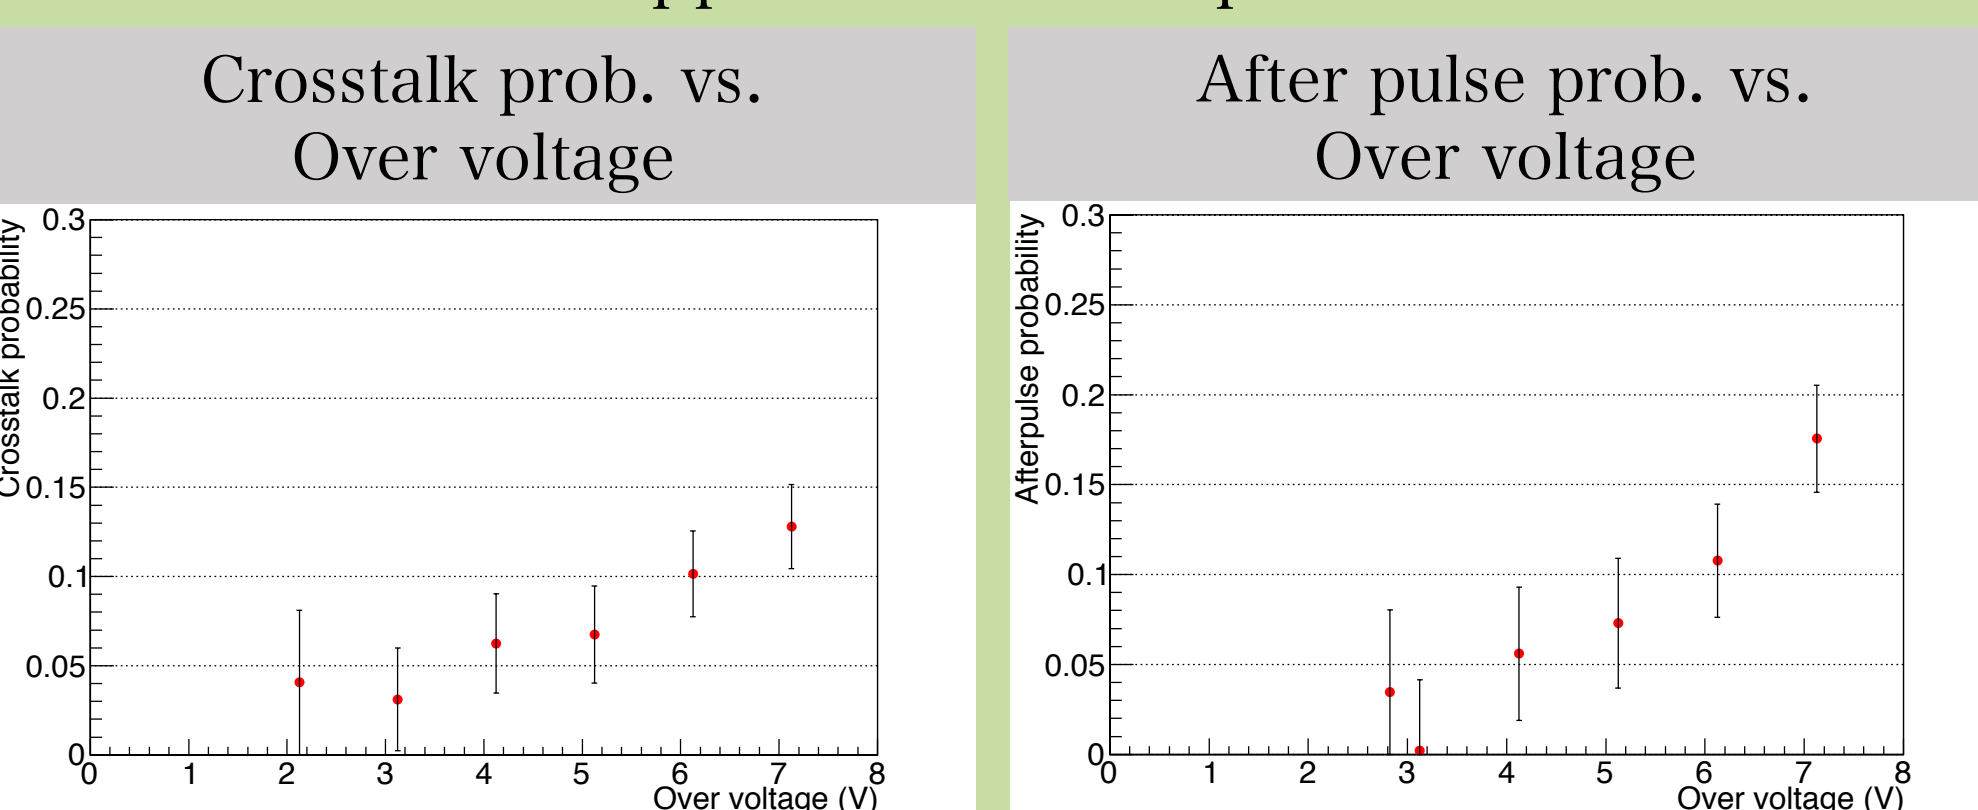 Crosstalk prob. vs.
Over voltage
Crosstalk probability
0.3
0.25
0.2
0.15
0.1
0.05
0
0 1 2 3 4 5 6 7 8
Over voltage (V)
After pulse prob. vs.
Over voltage
Afterpulse probability
0.3
0.25
0.2
0.15
0.1
0.05
0
0 1 2 3 4 5 6 7 8
Over voltage (V)